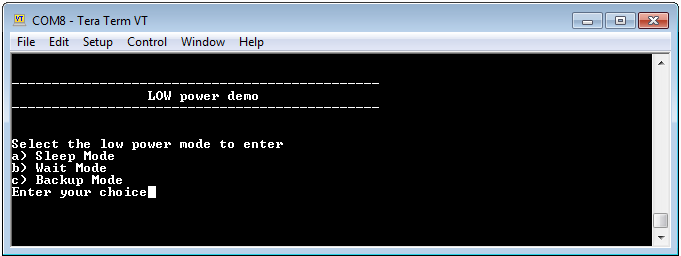 VT COM8 - Tera Term VT
File Edit Setup Control Window Help
LOW power demo
Select the low power mode to enter
a) Sleep Mode
b) Wait Mode
c) Backup Mode
Enter your choice